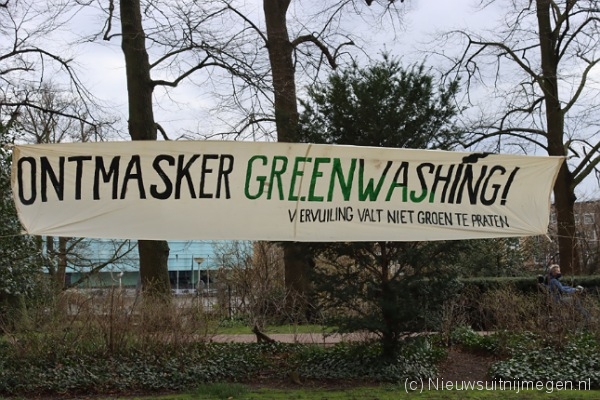 ONTMASKER GREENWASHING!
VERVUILING VALT NIET GROEN TE PRATEN
(c) Nieuwsuitnijmegen.nl